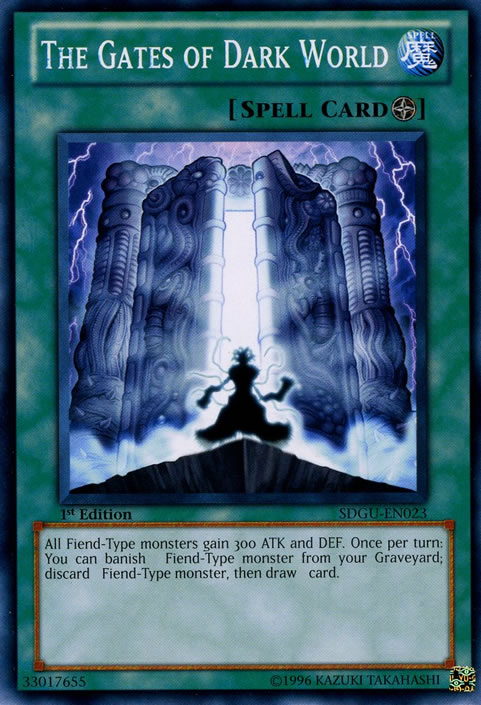 THE GATES OF DARK WORLD
SPELL
魔
[SPELL CARD]
1st Edition
SDGU-EN023
All Fiend-Type monsters gain 300 ATK and DEF. Once per turn:
You can banish Fiend-Type monster from your Graveyard;
discard Fiend-Type monster, then draw card.
33017655
©1996 KAZUKI TAKAHASHI